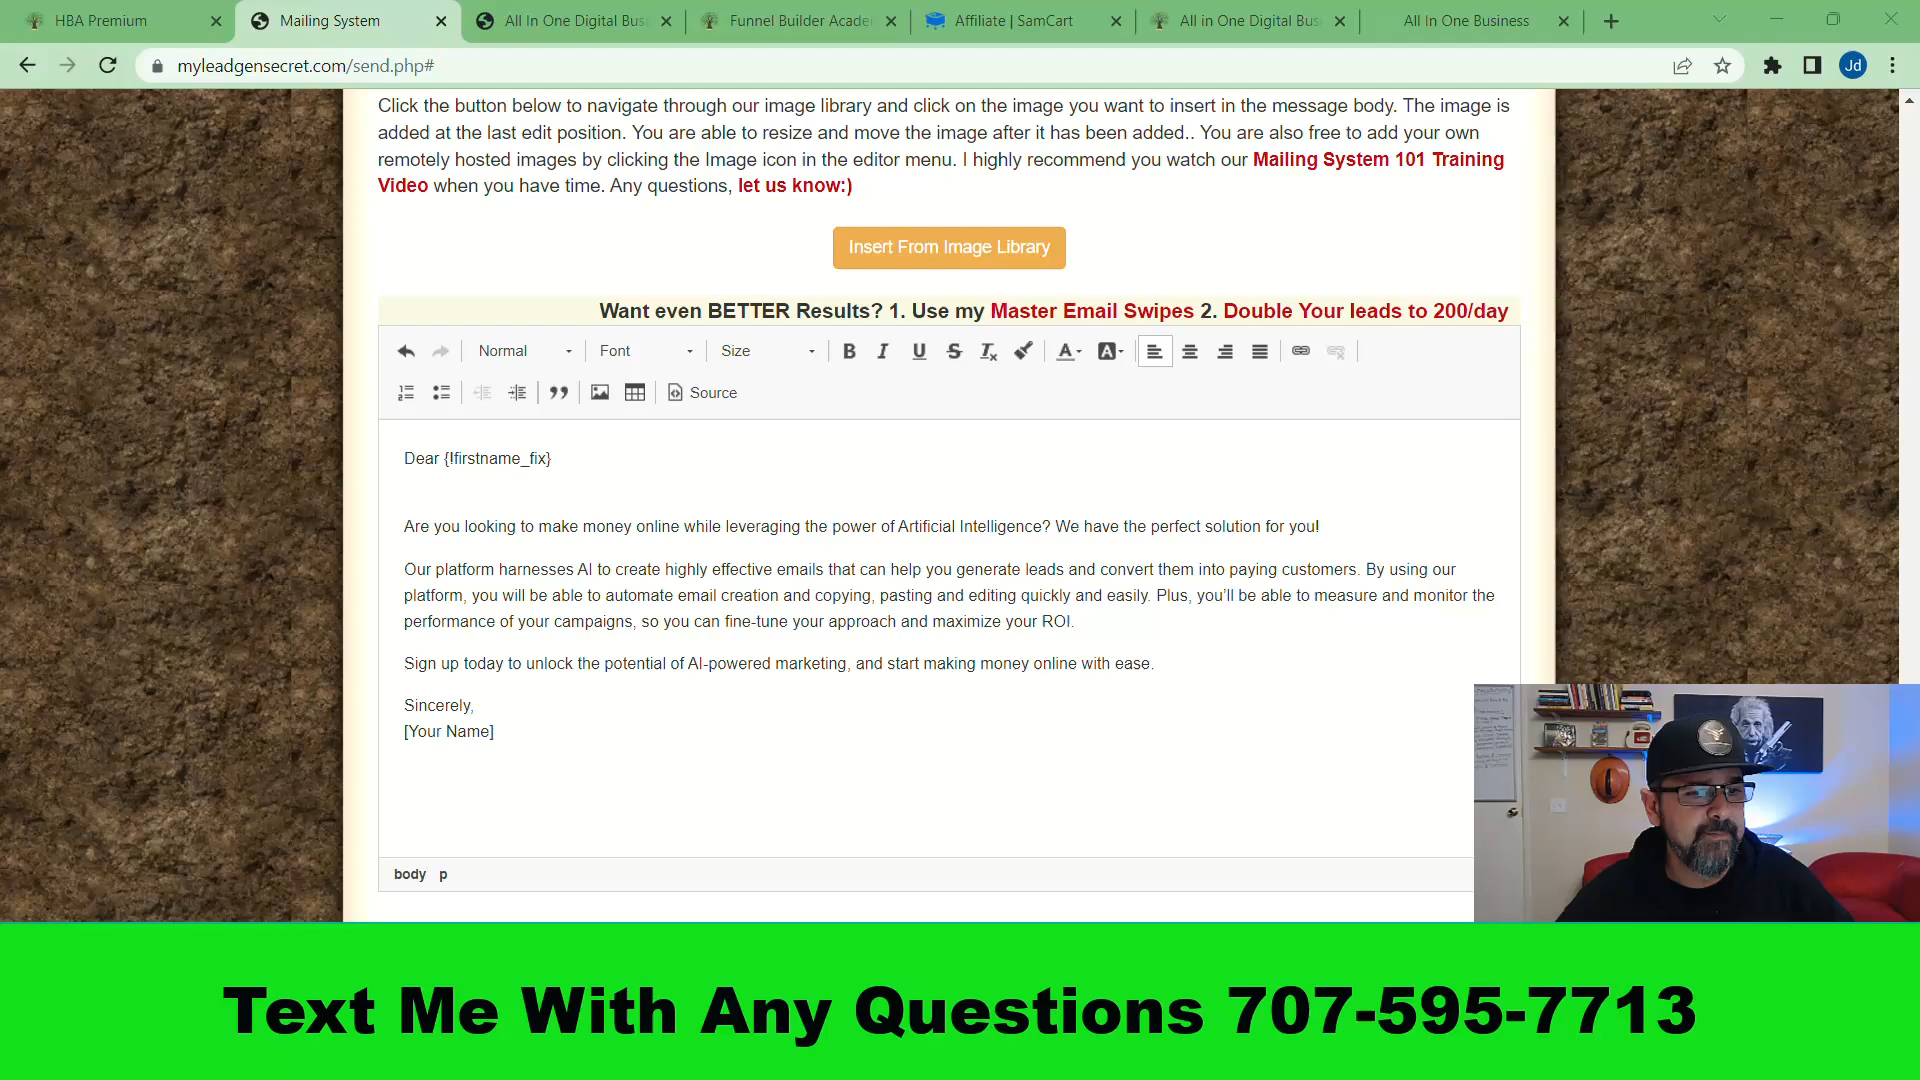 HBA Premium
Mailing System
All In One Digital Bus
Funnel Builder Acade
Affiliate | SamCart
All in One Digital Bus
All In One Business
myleadgensecret.com/send.php#
Jd
Click the button below to navigate through our image library and click on the image you want to insert in the message body. The image is
added at the last edit position. You are able to resize and move the image after it has been added.. You are also free to add your own
remotely hosted images by clicking the Image icon in the editor menu. I highly recommend you watch our Mailing System 101 Training
Video when you have time. Any questions, let us know:)
Insert From Image Library
Want even BETTER Results? 1. Use my Master Email Swipes 2. Double Your leads to 200/day
Normal Font Size
Source
Dear {!firstname_fix}
Are you looking to make money online while leveraging the power of Artificial Intelligence? We have the perfect solution for you!
Our platform harnesses AI to create highly effective emails that can help you generate leads and convert them into paying customers. By using our
platform, you will be able to automate email creation and copying, pasting and editing quickly and easily. Plus, you’ll be able to measure and monitor the
performance of your campaigns, so you can fine-tune your approach and maximize your ROI.
Sign up today to unlock the potential of AI-powered marketing, and start making money online with ease.
Sincerely,
[Your Name]
body p
Text Me With Any Questions 707-595-7713